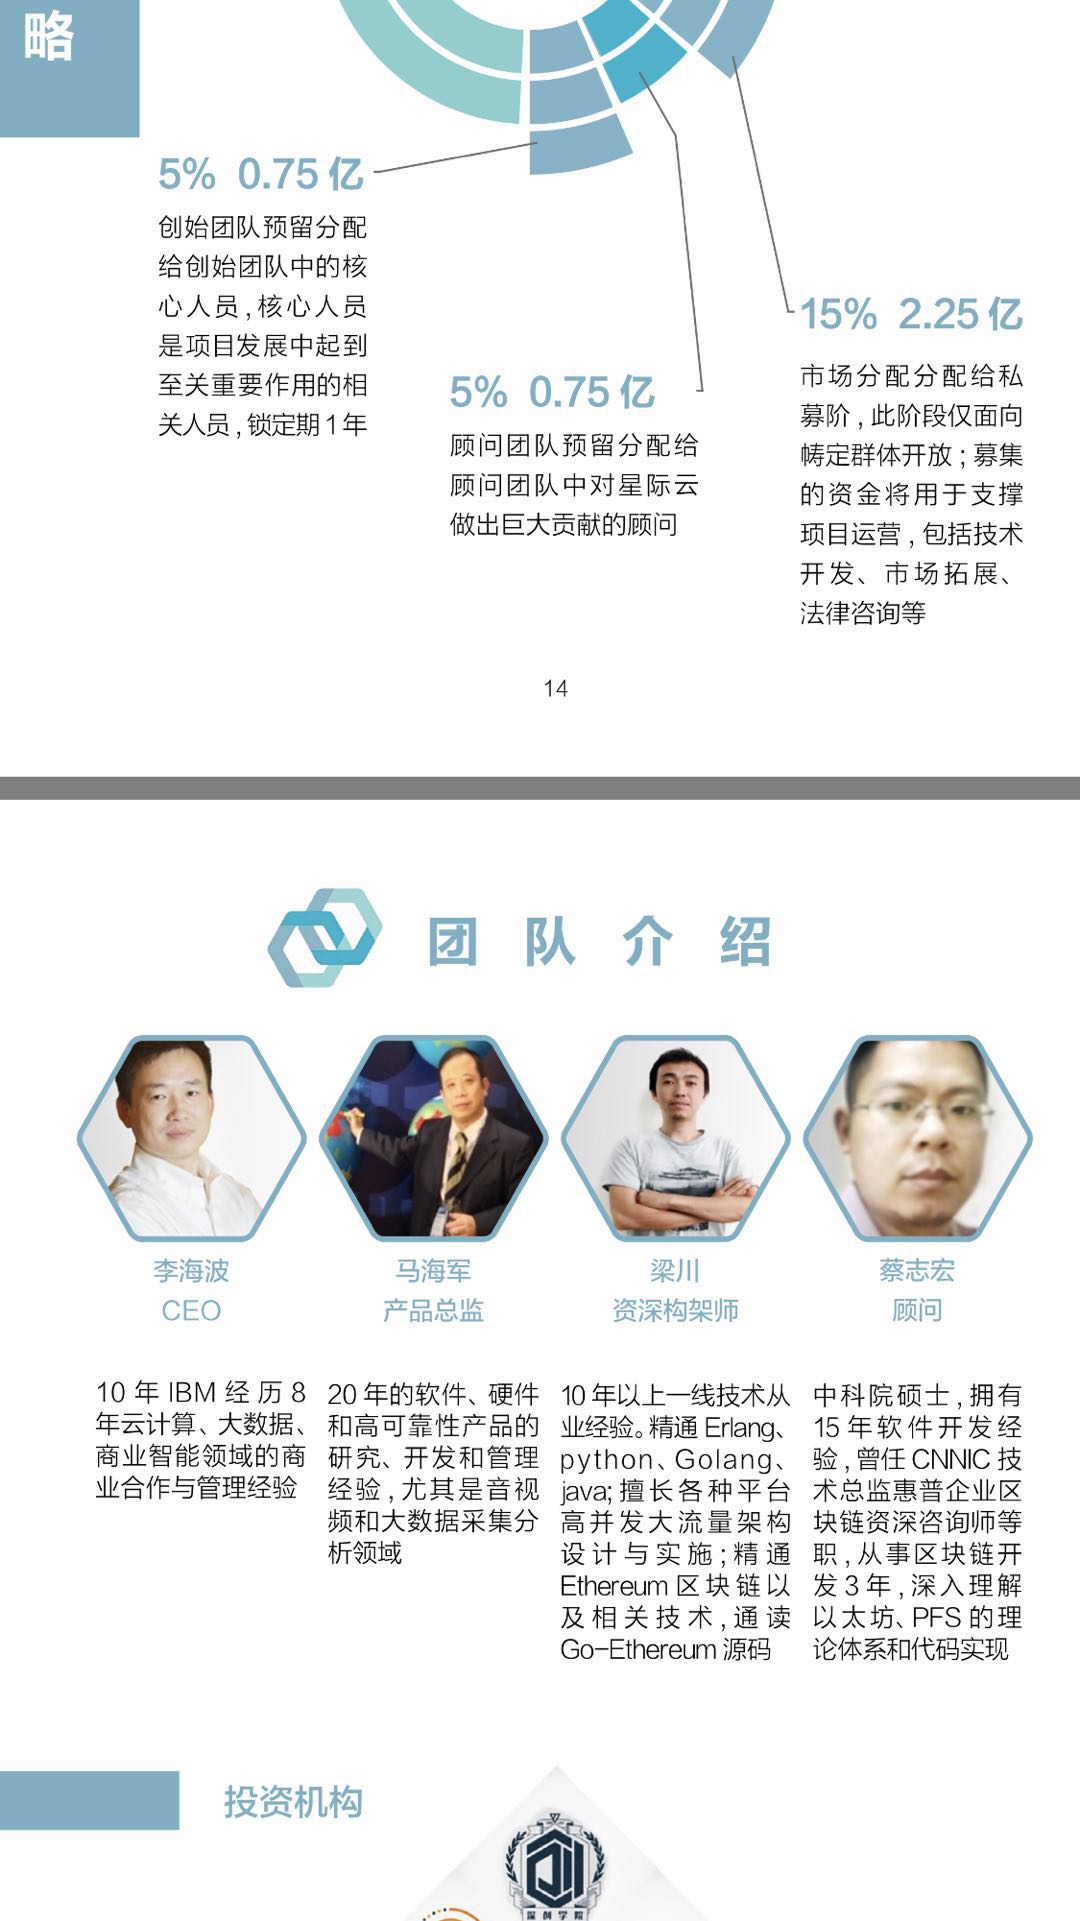 略
5% 0.75 亿
创始团队预留分配
给创始团队中的核
心人员,核心人员
是项目发展中起到
至关重要作用的相
关人员,锁定期1年
5% 0.75 亿
顾问团队预留分配给
顾问团队中对星际云
做出巨大贡献的顾问
15% 2.25 亿
市场分配分配给私
募阶,此阶段仅面向
帱定群体开放;募集
的资金将用于支撑
项目运营,包括技术
开发、市场拓展、
法律咨询等
14
团队介绍
李海波
CEO
10 年 IBM 经历8
年云计算、大数据、
商业智能领域的商
业合作与管理经验
马海军
产品总监
20 年的软件、硬件
和高可靠性产品的
研究、开发和管理
经验,尤其是音视
频和大数据采集分
析领域
梁川
资深构架师
10 年以上一线技术从
业经验。精通 Erlang、
python、Golang、
java;擅长各种平台
高并发大流量架构
设计与实施;精通
Ethereum 区块链以
及相关技术,通读
Go-Ethereum 源码
蔡志宏
顾问
中科院硕士,拥有
15 年软件开发经
验,曾任 CNNIC 技
术总监惠普企业区
块链资深咨询师等
职,从事区块链开
发3年,深入理解
以太坊、PFS 的理
论体系和代码实现
投资机构
深创学院